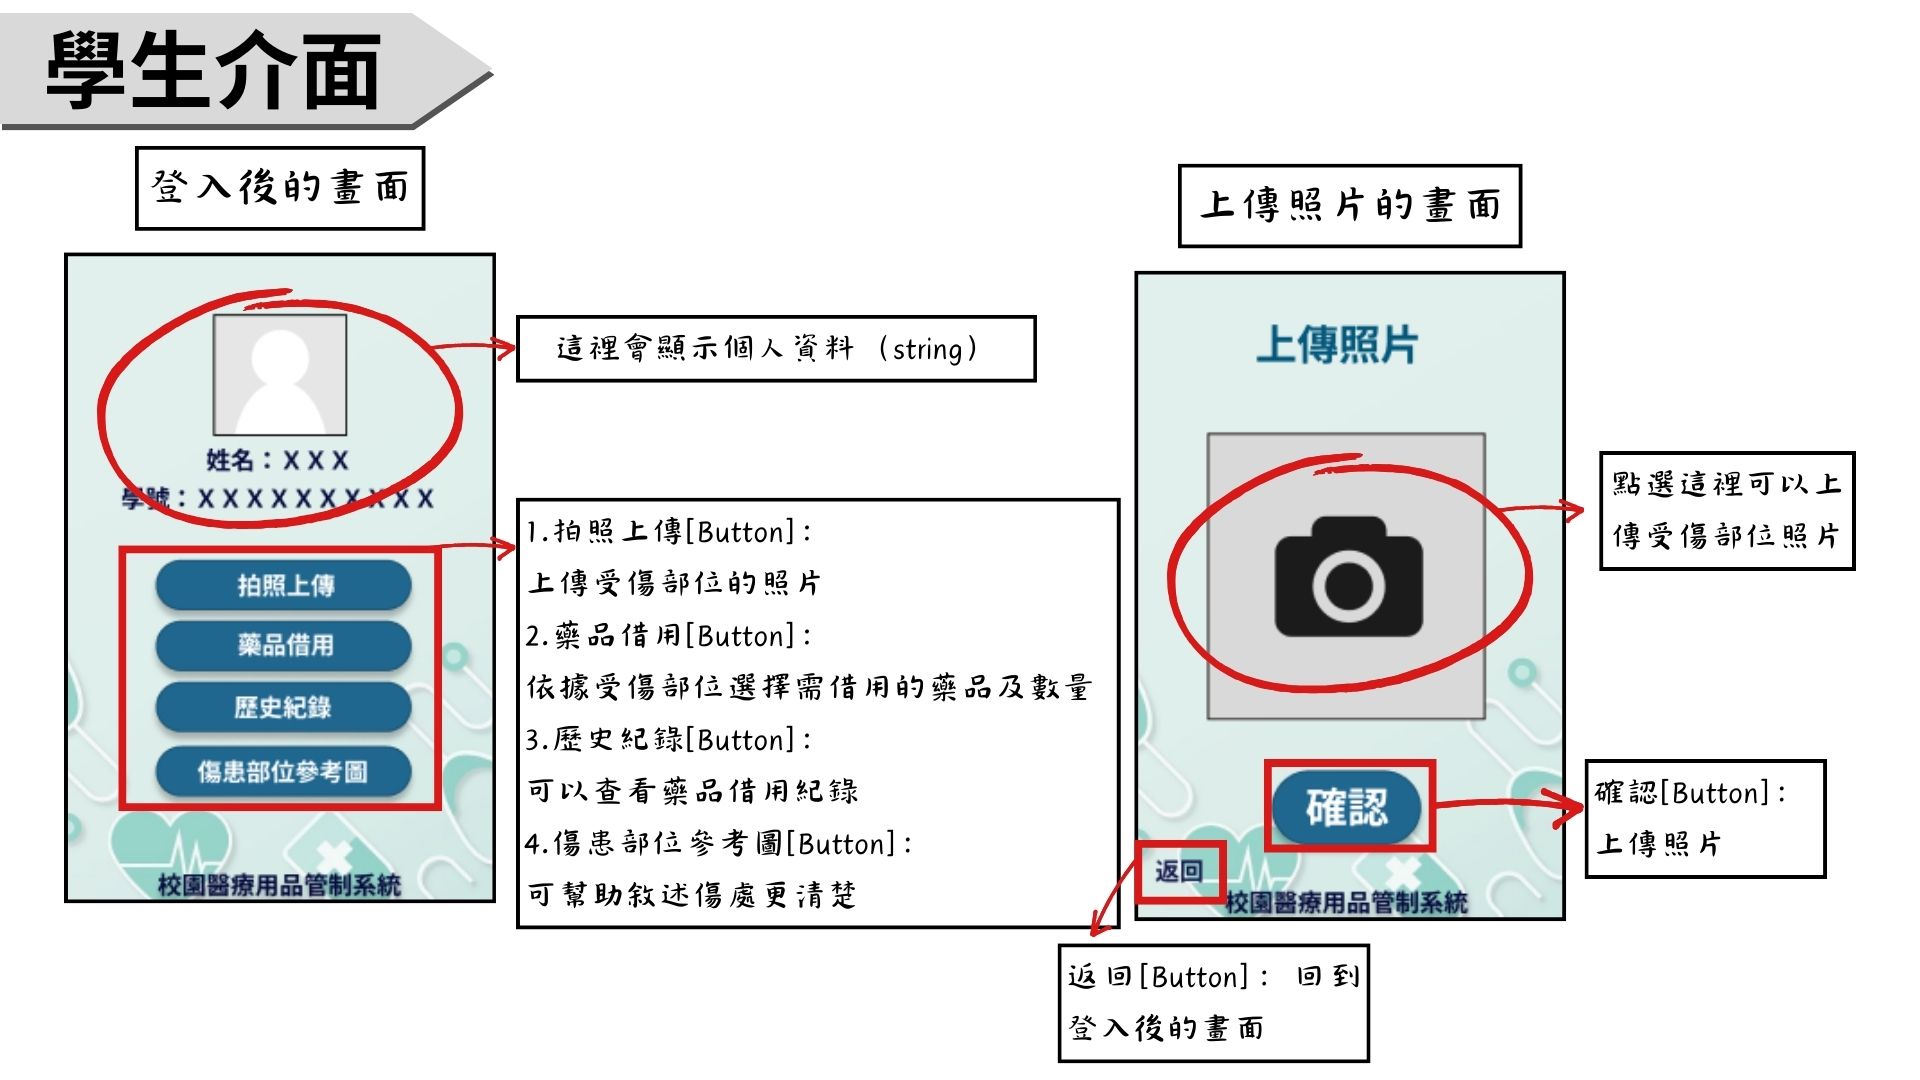 學生介面
登入後的畫面
姓名：XXX
學號：XXXXXXXXXX
拍照上傳
藥品借用
歷史紀錄
傷患部位參考圖
校園醫療用品管制系統
這裡會顯示個人資料（string）
1.拍照上傳[Button]：
上傳受傷部位的照片
2.藥品借用[Button]：
依據受傷部位選擇需借用的藥品及數量
3.歷史紀錄[Button]：
可以查看藥品借用紀錄
4.傷患部位參考圖[Button]：
可幫助敘述傷處更清楚
上傳照片的畫面
上傳照片
確認
返回
校園醫療用品管制系統
點選這裡可以上
傳受傷部位照片
確認[Button]：
上傳照片
返回[Button]：回到
登入後的畫面